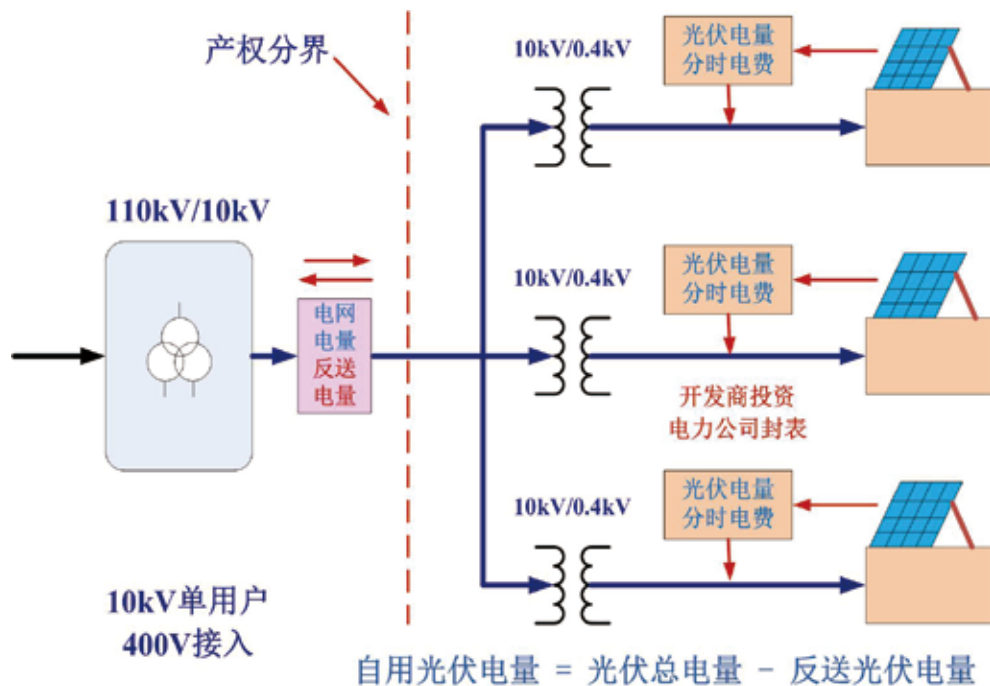 产权分界
10kV/0.4kV
光伏电量
分时电费
110kV/10kV
电网
电量
反送
电量
10kV/0.4kV
光伏电量
分时电费
开发商投资
电力公司封表
10kV/0.4kV
光伏电量
分时电费
10kV单用户
400V接入
自用光伏电量 = 光伏总电量 - 反送光伏电量